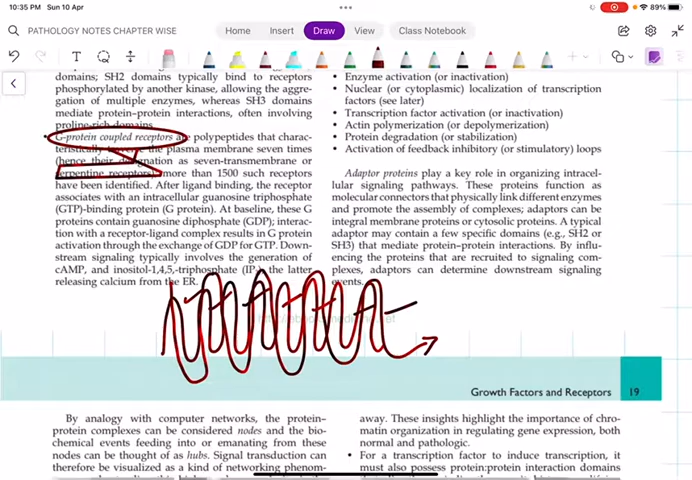 10:35 PM Sun 10 Apr
89%
PATHOLOGY NOTES CHAPTER WISE
Home Insert Draw View Class Notebook
T
domains; SH2 domains typically bind to receptors
phosphorylated by another kinase, allowing the aggre-
gation of multiple enzymes, whereas SH3 domains
mediate protein–protein interactions, often involving
proline-rich domains.
• G-protein coupled receptors are polypeptides that charac-
teristically the plasma membrane seven times
(hence their designation as seven-transmembrane or
serpentine receptors); more than 1500 such receptors
have been identified. After ligand binding, the receptor
associates with an intracellular guanosine triphosphate
(GTP)-binding protein (G protein). At baseline, these G
proteins contain guanosine diphosphate (GDP); interac-
tion with a receptor-ligand complex results in G protein
activation through the exchange of GDP for GTP. Down-
stream signaling typically involves the generation of
cAMP, and inositol-1,4,5,-triphosphate (IP₃), the latter
releasing calcium from the ER.
• Enzyme activation (or inactivation)
• Nuclear (or cytoplasmic) localization of transcription
factors (see later)
• Transcription factor activation (or inactivation)
• Actin polymerization (or depolymerization)
• Protein degradation (or stabilization)
• Activation of feedback inhibitory (or stimulatory) loops
Adaptor proteins play a key role in organizing intracel-
lular signaling pathways. These proteins function as
molecular connectors that physically link different enzymes
and promote the assembly of complexes; adaptors can be
integral membrane proteins or cytosolic proteins. A typical
adaptor may contain a few specific domains (e.g., SH2 or
SH3) that mediate protein–protein interactions. By influ-
encing the proteins that are recruited to signaling com-
plexes, adaptors can determine downstream signaling
events.
Growth Factors and Receptors 19
By analogy with computer networks, the protein–
protein complexes can be considered nodes and the bio-
chemical events feeding into or emanating from these
nodes can be thought of as hubs. Signal transduction can
therefore be visualized as a kind of networking phenom-
away. These insights highlight the importance of chro-
matin organization in regulating gene expression, both
normal and pathologic.
• For a transcription factor to induce transcription, it
must also possess protein:protein interaction domains